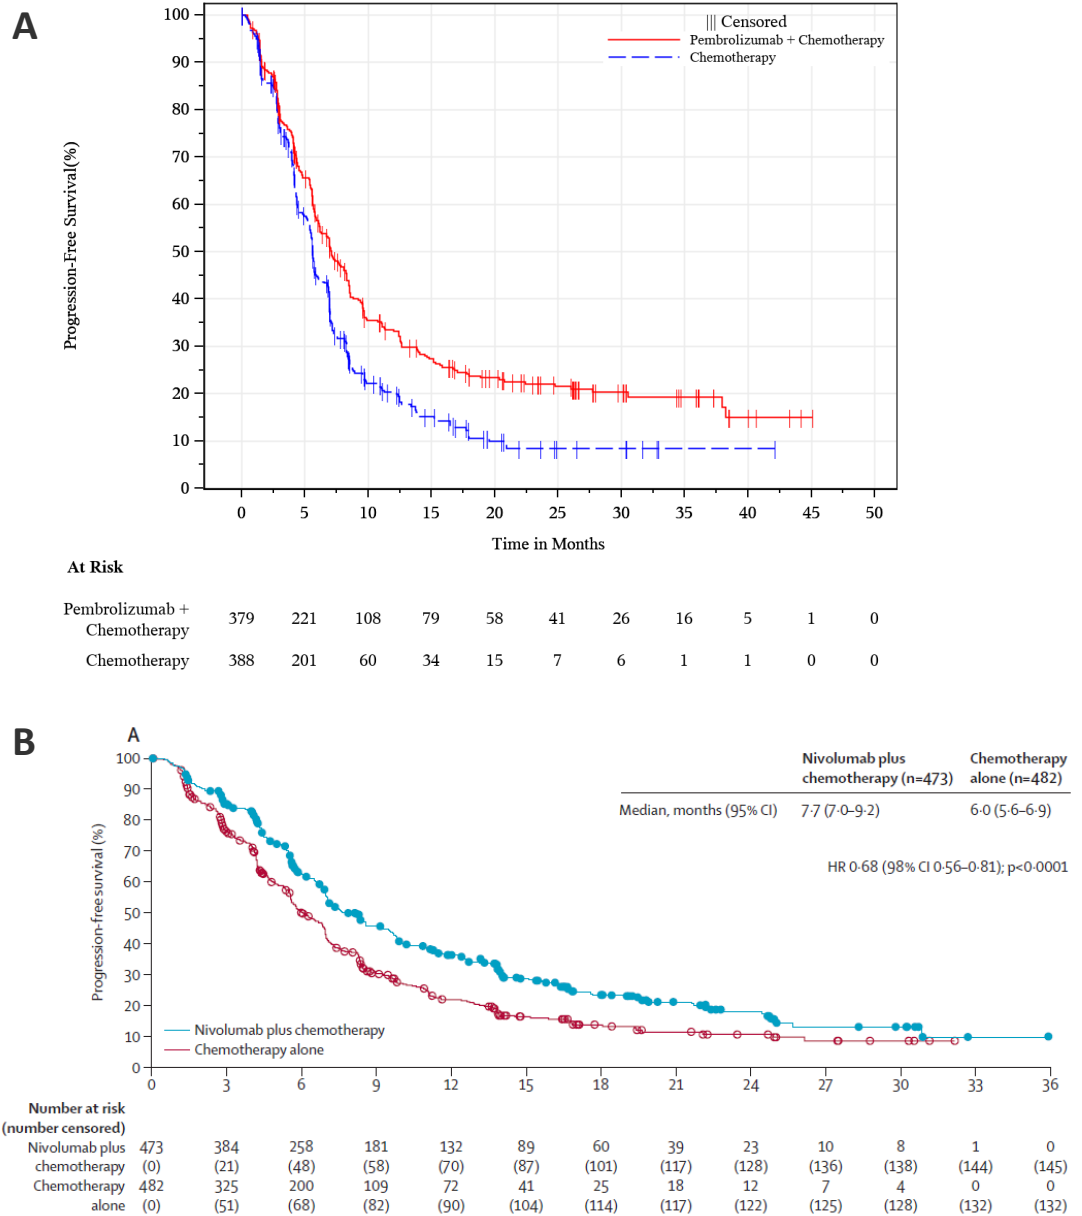 A
100
90
80
70
60
50
40
30
20
10
0
Progression-Free Survival(%)
||| Censored
Pembrolizumab + Chemotherapy
Chemotherapy
0 5 10 15 20 25 30 35 40 45 50
Time in Months
At Risk
Pembrolizumab +
Chemotherapy 379 221 108 79 58 41 26 16 5 1 0
Chemotherapy 388 201 60 34 15 7 6 1 1 0 0
B
A
100
90
80
70
60
50
40
30
20
10
0
Progression-free survival (%)
Nivolumab plus Chemotherapy
chemotherapy (n=473) alone (n=482)
Median, months (95% CI) 7·7 (7·0–9·2) 6·0 (5·6–6·9)
HR 0·68 (98% CI 0·56–0·81); p<0·0001
Nivolumab plus chemotherapy
Chemotherapy alone
0 3 6 9 12 15 18 21 24 27 30 33 36
Number at risk
(number censored)
Nivolumab plus 473 384 258 181 132 89 60 39 23 10 8 1 0
chemotherapy (0) (21) (48) (58) (70) (87) (101) (117) (128) (136) (138) (144) (145)
Chemotherapy 482 325 200 109 72 41 25 18 12 7 4 0 0
alone (0) (51) (68) (82) (90) (104) (114) (117) (122) (125) (128) (132) (132)